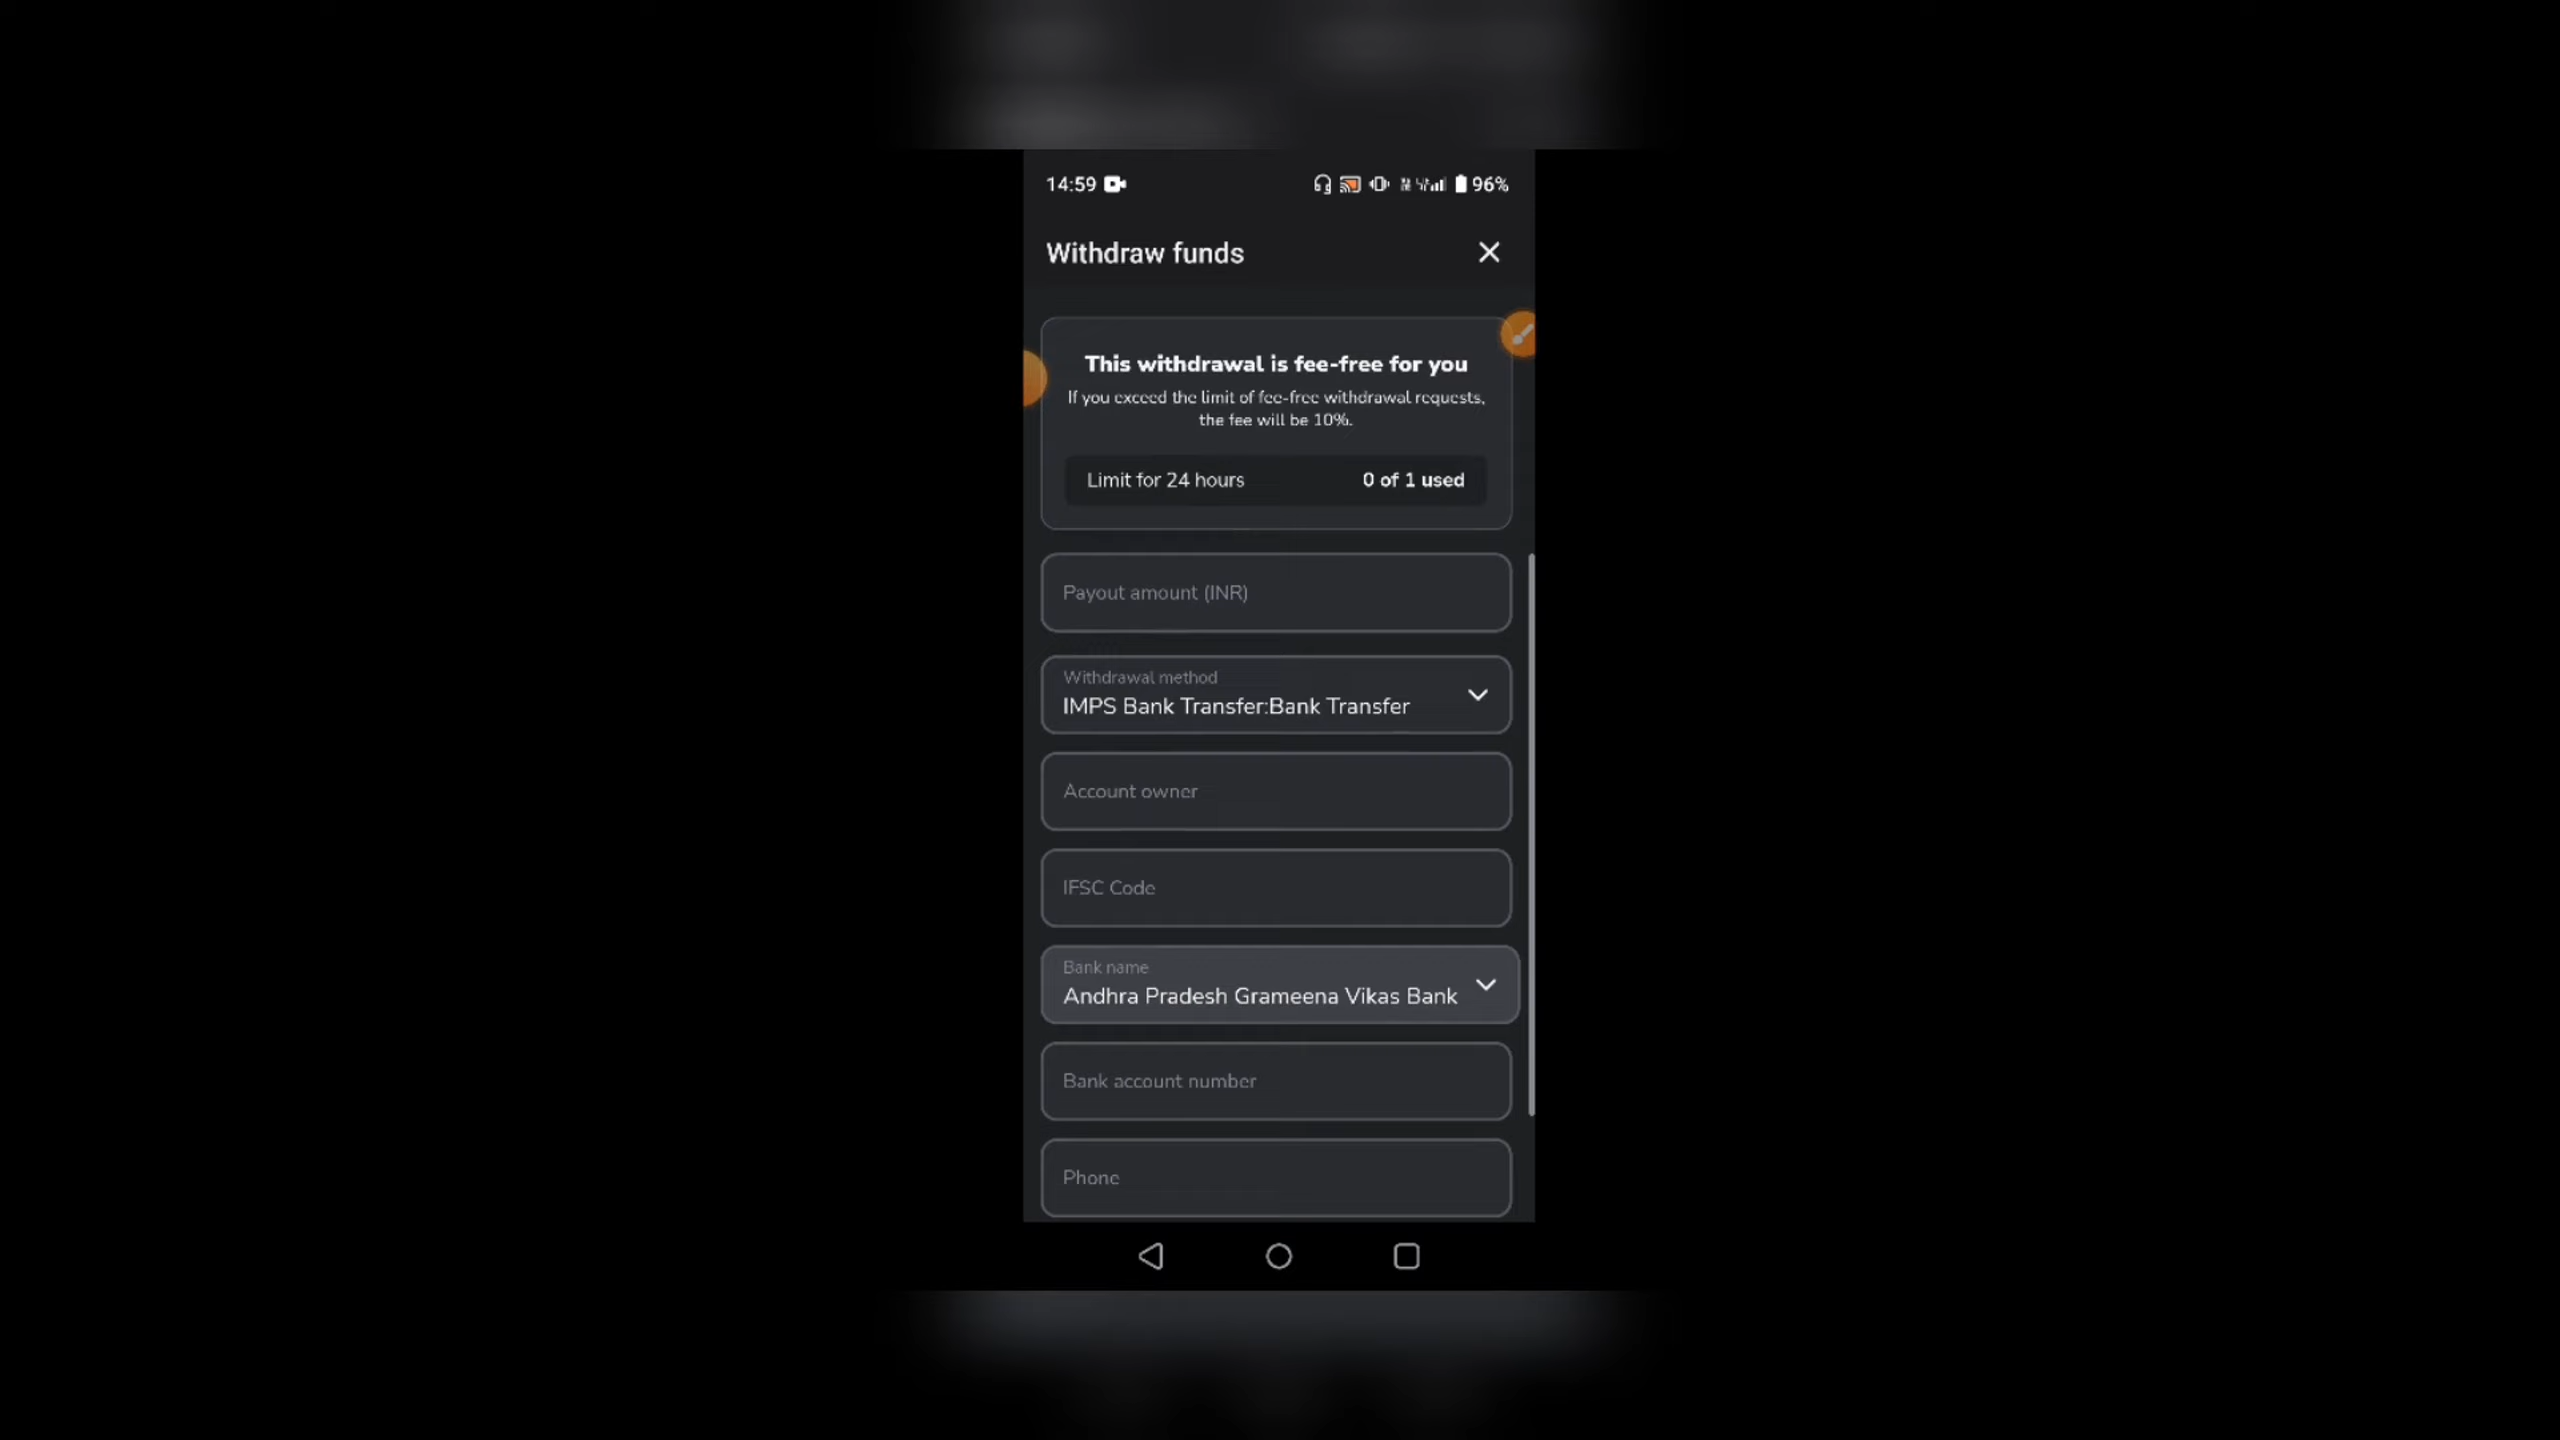 14:59
96%
Withdraw funds
This withdrawal is fee-free for you
If you exceed the limit of fee-free withdrawal requests,
the fee will be 10%.
Limit for 24 hours 0 of 1 used
Payout amount (INR)
Withdrawal method
IMPS Bank Transfer:Bank Transfer
Account owner
IFSC Code
Bank name
Andhra Pradesh Grameena Vikas Bank
Bank account number
Phone